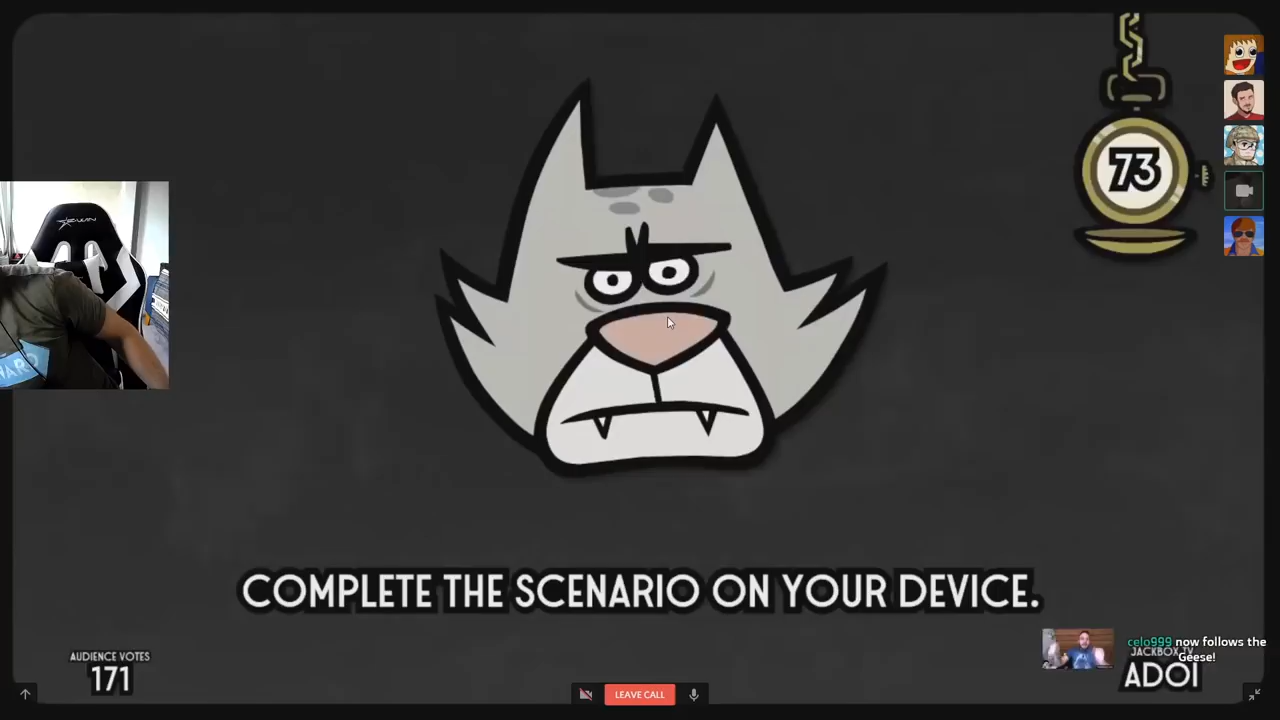 73
COMPLETE THE SCENARIO ON YOUR DEVICE.
AUDIENCE VOTES
171
LEAVE CALL
celo999 now follows the
Geese!
JACKBOX.TV
ADOI